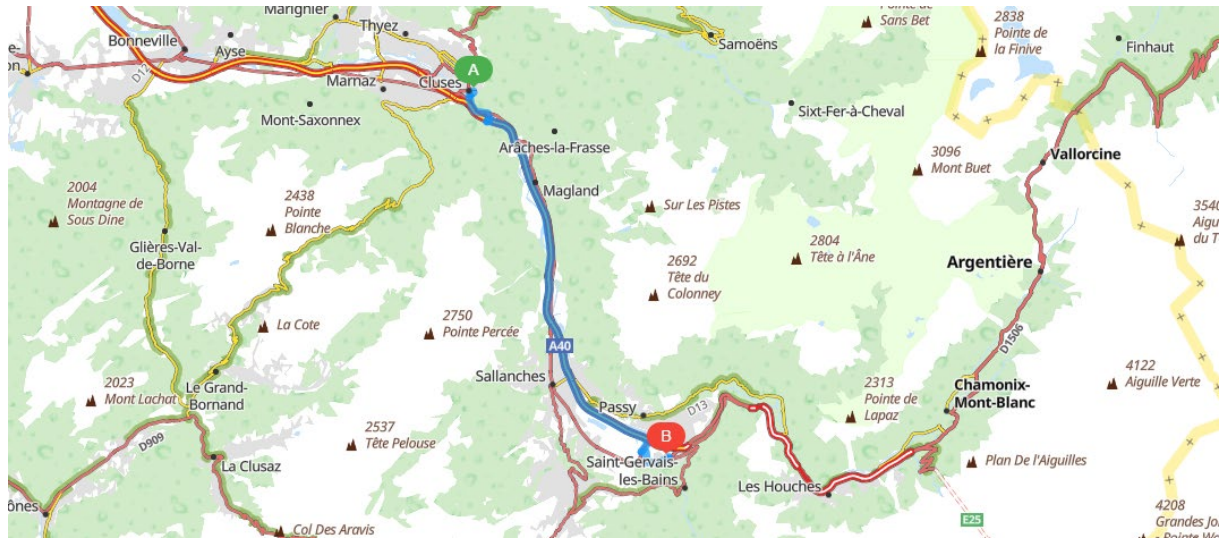 Marignier
Thyez
Bonneville
Ayse
D12
Marnaz
Cluses
A
Mont-Saxonnex
Samoëns
Sans Bet
2838
Pointe de
la Finive
Finhaut
Sixt-Fer-à-Cheval
Arâches-la-Frasse
Magland
3096
Mont Buet
Vallorcine
2004
Montagne de
Sous Dine
2438
Pointe
Blanche
Sur Les Pistes
3540
Glières-Val-
de-Borne
2804
Tête à l'Âne
Argentière
2692
Tête du
Colonney
La Cote
2750
Pointe Percée
A40
D1506
Sallanches
2023
Mont Lachat
Le Grand-
Bornand
Passy
D13
2313
Pointe de
Lapaz
Chamonix-
Mont-Blanc
4122
Aiguille Verte
D909
2537
Tête Pelouse
B
La Clusaz
Saint-Gervais-
les-Bains
Les Houches
Plan De l'Aiguilles
Col Des Aravis
E25
4208